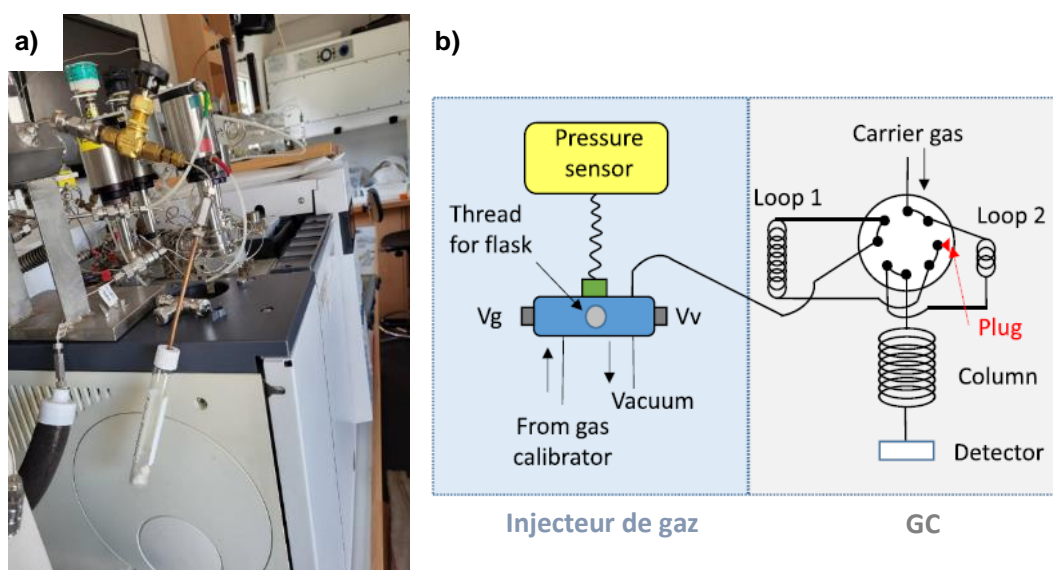 a)
b)
Pressure
sensor
Thread
for flask
Vg
Vv
From gas
calibrator
Vacuum
Injecteur de gaz
Carrier gas
Loop 1
Loop 2
Plug
Column
Detector
GC